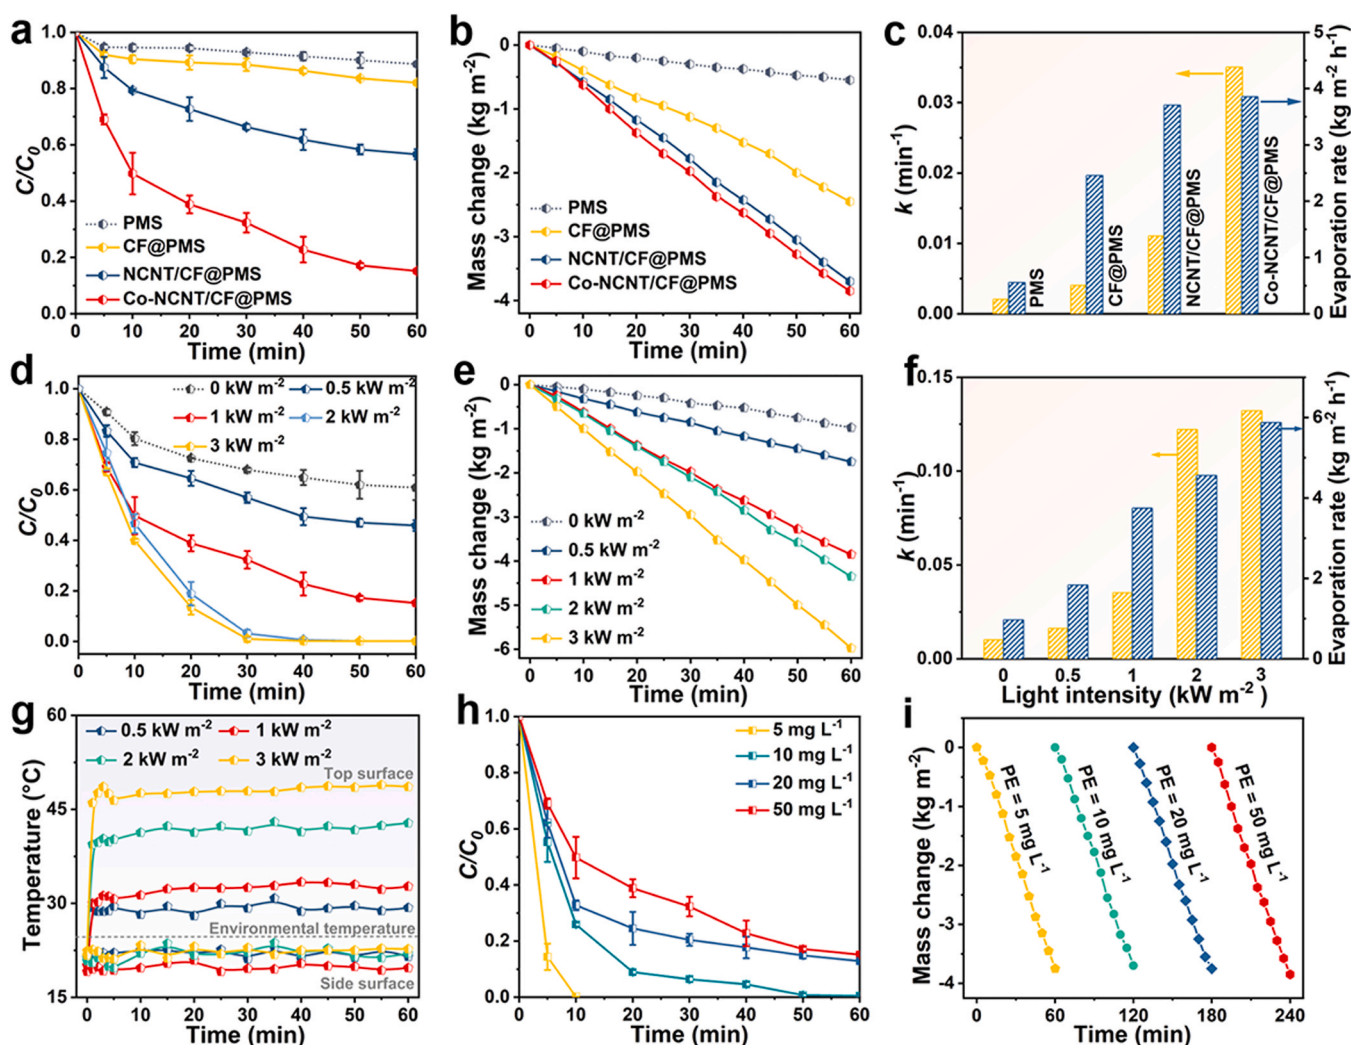 a
1.0
0.8
0.6
0.4
0.2
0.0
C/C0
PMS
CF@PMS
NCNT/CF@PMS
Co-NCNT/CF@PMS
0 10 20 30 40 50 60
Time (min)
b
0
-1
-2
-3
-4
Mass change (kg m-2)
PMS
CF@PMS
NCNT/CF@PMS
Co-NCNT/CF@PMS
0 10 20 30 40 50 60
Time (min)
c
0.04
0.03
0.02
0.01
0.00
k (min-1)
PMS
CF@PMS
NCNT/CF@PMS
Co-NCNT/CF@PMS
5
4
3
2
1
0
Evaporation rate (kg m-2 h-1)
d
1.0
0.8
0.6
0.4
0.2
0.0
C/C0
0 kW m-2 0.5 kW m-2
1 kW m-2 2 kW m-2
3 kW m-2
0 10 20 30 40 50 60
Time (min)
e
0
-1
-2
-3
-4
-5
-6
Mass change (kg m-2)
0 kW m-2
0.5 kW m-2
1 kW m-2
2 kW m-2
3 kW m-2
0 10 20 30 40 50 60
Time (min)
f
0.15
0.10
0.05
0.00
k (min-1)
6
4
2
0
Evaporation rate (kg m-2 h-1)
0 0.5 1 2 3
Light intensity (kW m-2 )
g
60
45
30
15
Temperature (°C)
0.5 kW m-2 1 kW m-2
2 kW m-2 3 kW m-2
Top surface
Environmental temperature
Side surface
0 10 20 30 40 50 60
Time (min)
h
1.0
0.8
0.6
0.4
0.2
0.0
C/C0
5 mg L-1
10 mg L-1
20 mg L-1
50 mg L-1
0 10 20 30 40 50 60
Time (min)
i
0
-1
-2
-3
-4
Mass change (kg m-2)
PE = 5 mg L-1
PE = 10 mg L-1
PE = 20 mg L-1
PE = 50 mg L-1
0 60 120 180 240
Time (min)